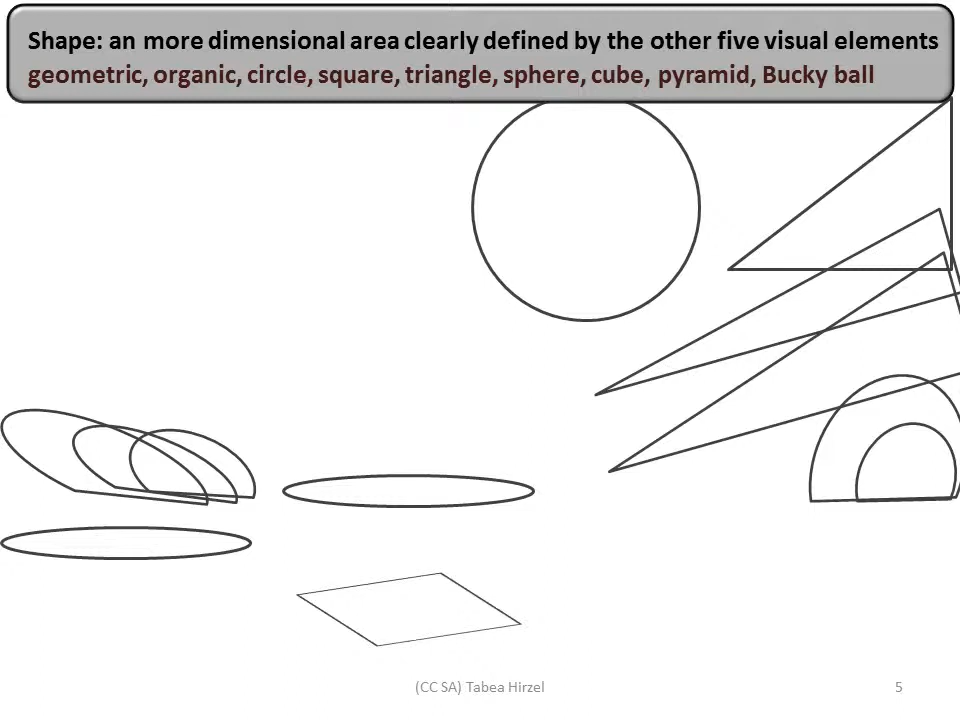 Shape: an more dimensional area clearly defined by the other five visual elements
geometric, organic, circle, square, triangle, sphere, cube, pyramid, Bucky ball
(CC SA) Tabea Hirzel
5